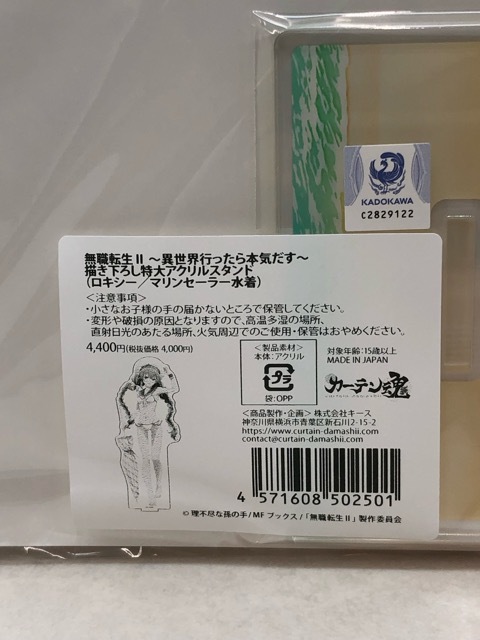 KADOKAWA
C2829122
無職転生Ⅱ ～異世界行ったら本気だす～
描き下ろし特大アクリルスタンド
(ロキシー／マリンセーラー水着)
＜注意事項＞
・小さなお子様の手の届かないところで保管してください。
・変形や破損の原因となりますので、高温多湿の場所、
直射日光のあたる場所、火気周辺でのご使用・保管はおやめください。
4,400円(税抜価格 4,000円)
＜製品素材＞
本体：アクリル
プラ
袋：OPP
対象年齢：15歳以上
MADE IN JAPAN
カーテン魂
CURTAIN DAMASHII
＜商品製作・企画＞ 株式会社キース
神奈川県横浜市青葉区新石川2-15-2
https://www.curtain-damashii.com
contact@curtain-damashii.com
4 571608 502501
© 理不尽な孫の手/MFブックス/「無職転生Ⅱ」製作委員会